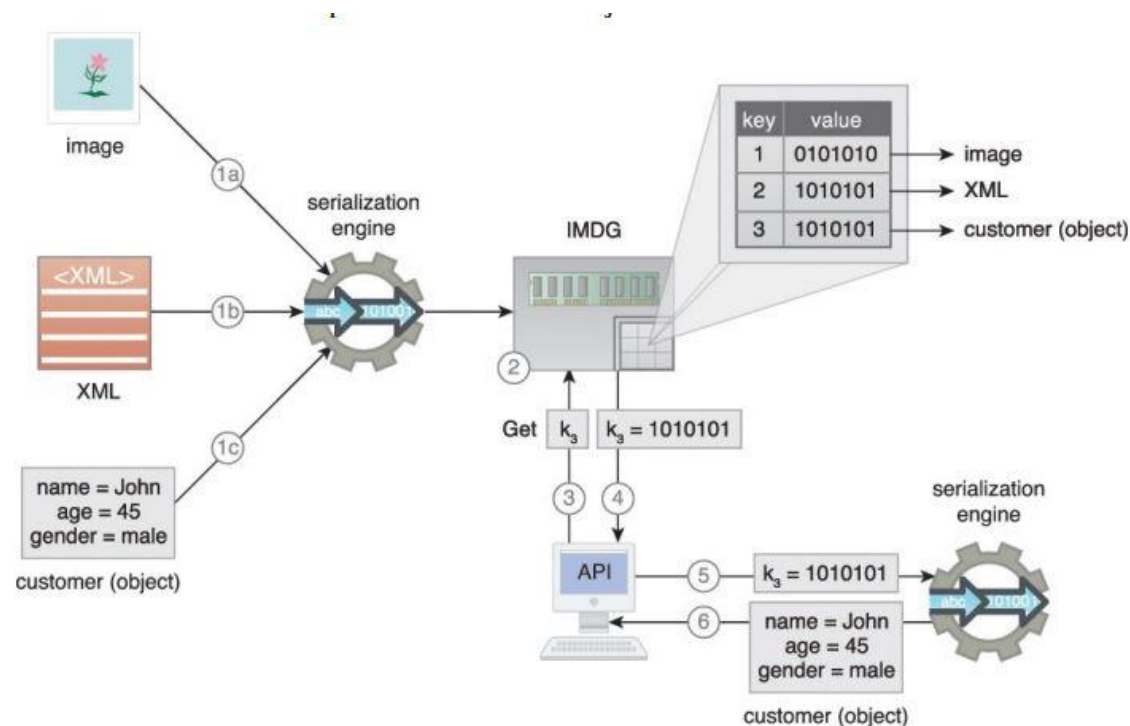 image
1a
serialization
engine
<XML>
1b
abc
101001
XML
1c
name = John
age = 45
gender = male
customer (object)
IMDG
2
key value
1 0101010
2 1010101
3 1010101
image
XML
customer (object)
Get
k₃
k₃ = 1010101
3
4
API
5
k₃ = 1010101
6
name = John
age = 45
gender = male
customer (object)
serialization
engine
abc
101001